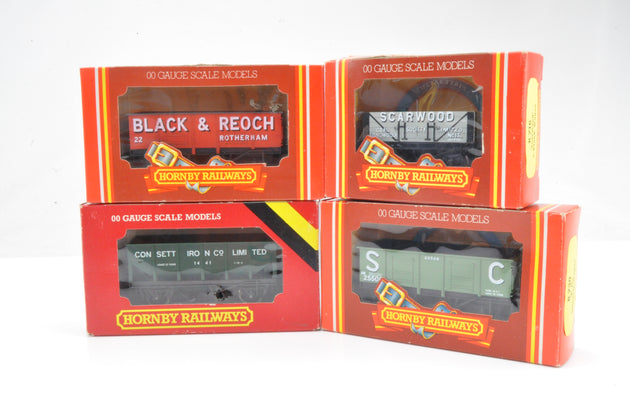 00 GAUGE SCALE MODELS
BLACK & REOCH
22 ROTHERHAM
HORNBY RAILWAYS
00 GAUGE SCALE MODELS
SCARWOOD
HORNBY RAILWAYS
00 GAUGE SCALE MODELS
CONSETT IRON CO LIMITED
1441
HORNBY RAILWAYS
00 GAUGE SCALE MODELS
S C
HORNBY RAILWAYS